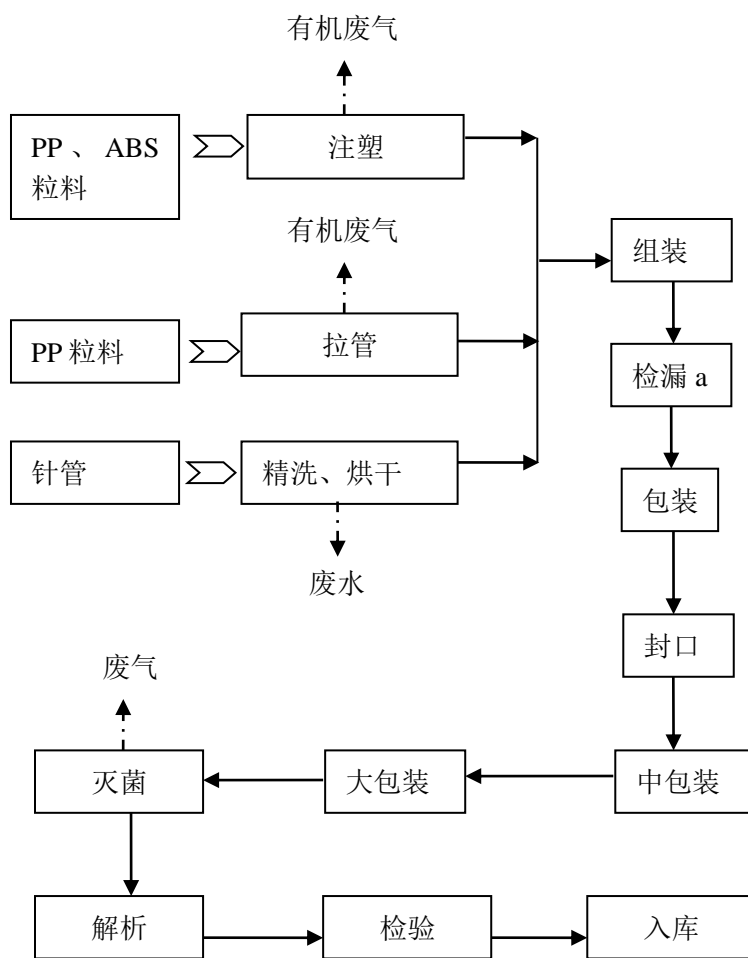 有机废气
PP 、 ABS
粒料
注塑
有机废气
组装
PP 粒料
拉管
检漏 a
针管
精洗、烘干
包装
废水
封口
废气
灭菌
大包装
中包装
解析
检验
入库